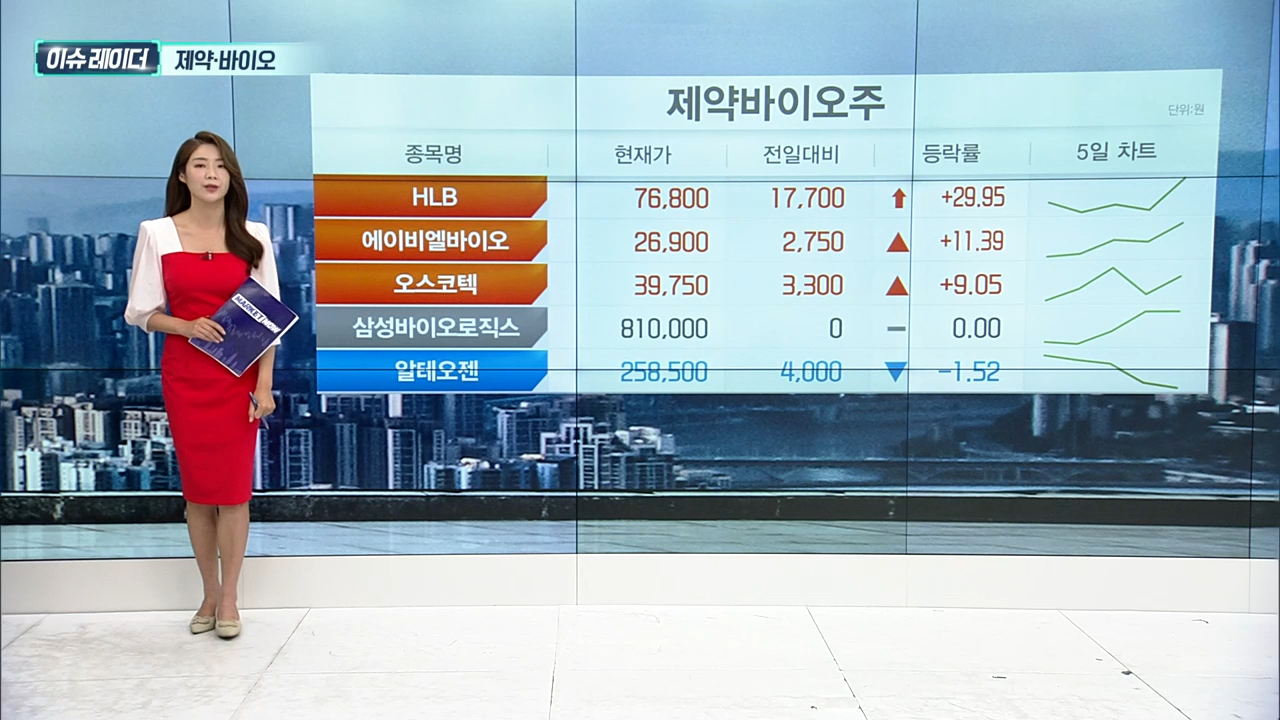 이슈레이더 제약·바이오
제약바이오주
단위:원
종목명 현재가 전일대비 등락률 5일 차트
HLB 76,800 17,700 +29.95
에이비엘바이오 26,900 2,750 ▲ +11.39
오스코텍 39,750 3,300 ▲ +9.05
삼성바이오로직스 810,000 0 – 0.00
알테오젠 258,500 4,000 ▼ -1.52
MARKET